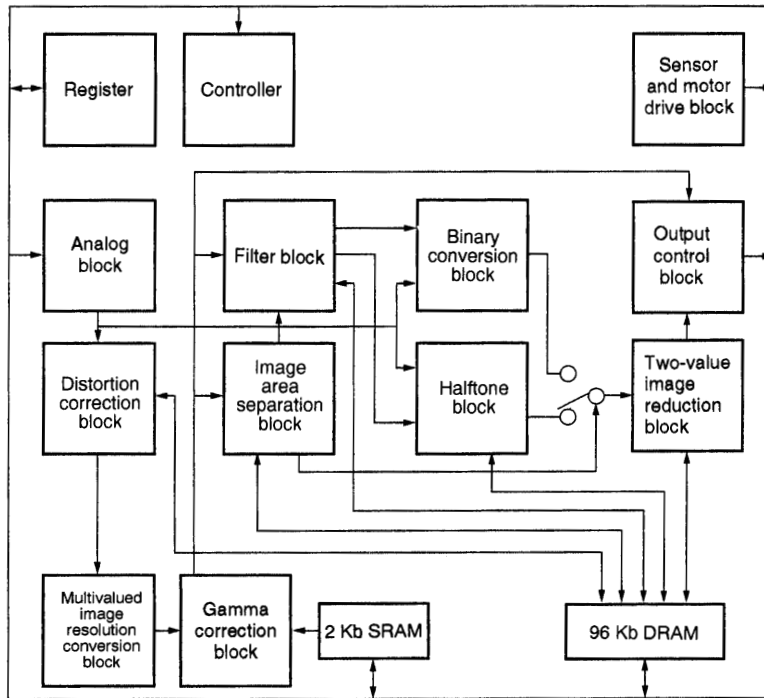 Register
Controller
Sensor
and motor
drive block
Analog
block
Filter block
Binary
conversion
block
Output
control
block
Distortion
correction
block
Image
area
separation
block
Halftone
block
Two-value
image
reduction
block
Multivalued
image
resolution
conversion
block
Gamma
correction
block
2 Kb SRAM
96 Kb DRAM